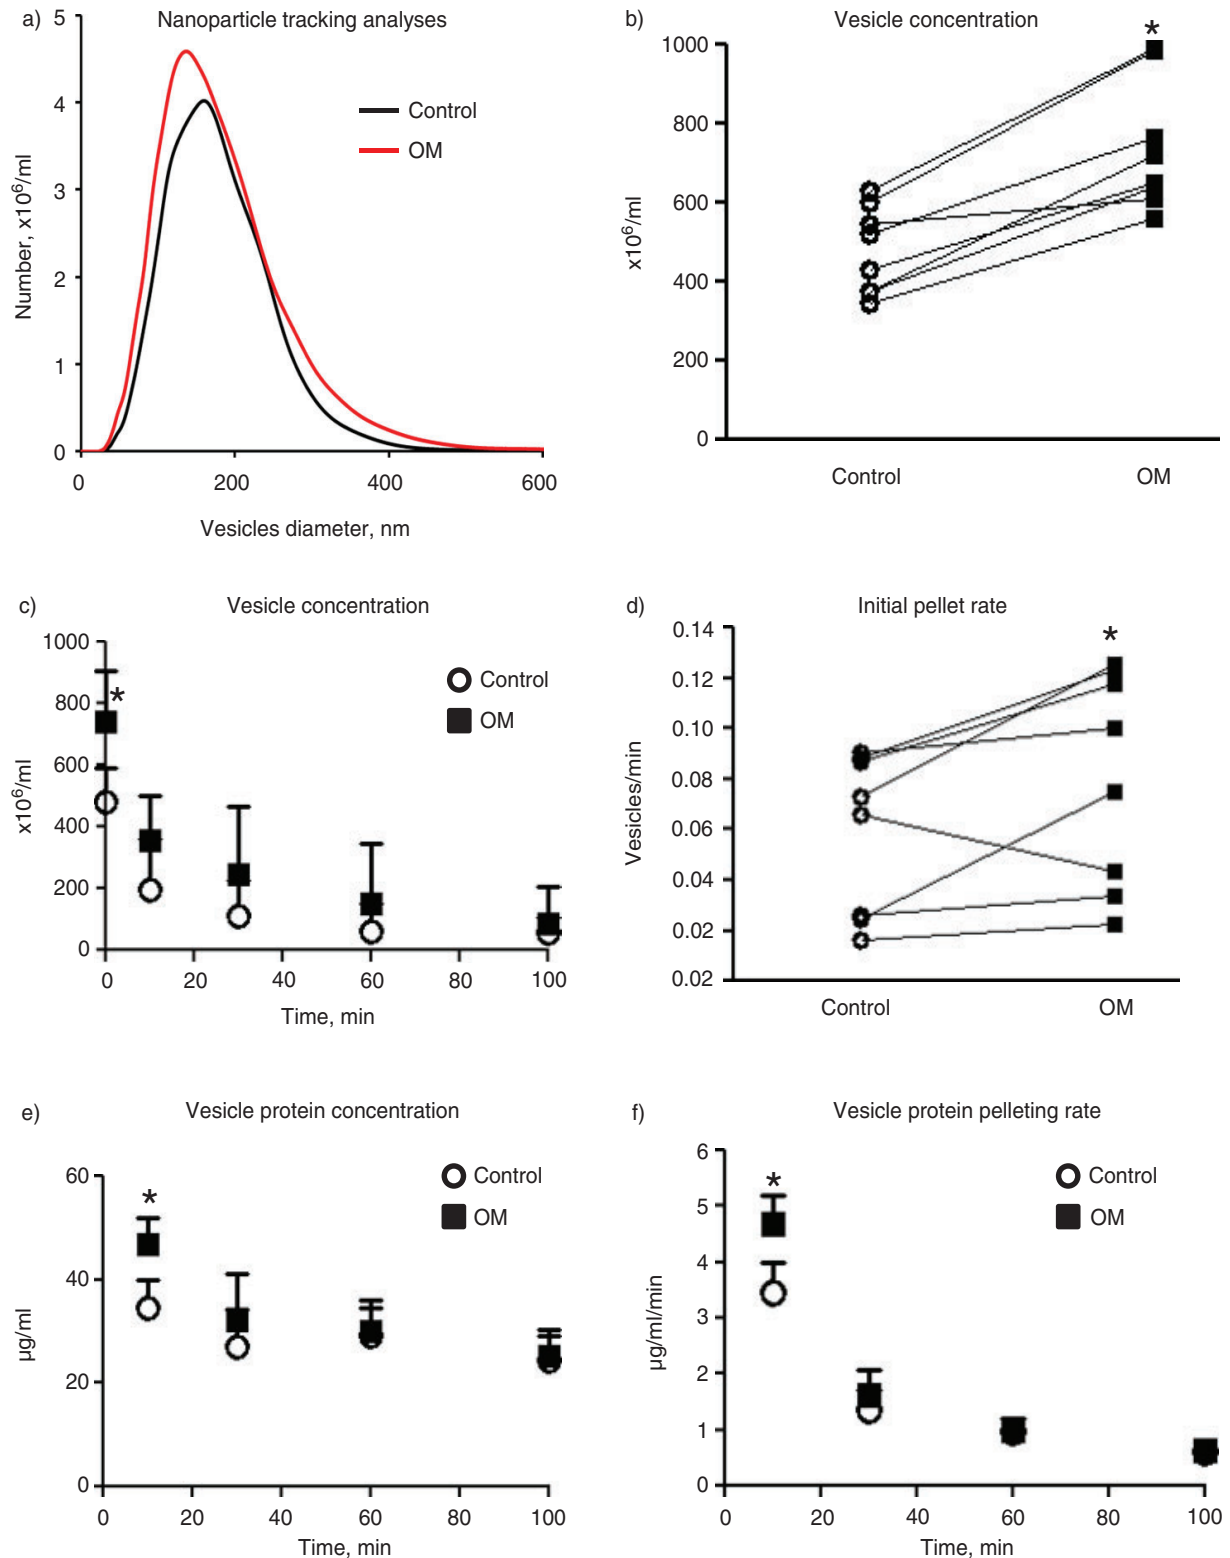 a) Nanoparticle tracking analyses
5
4
3
2
1
0
Number, x10⁶/ml
Control
OM
0 200 400 600
Vesicles diameter, nm
b) Vesicle concentration
*
1000
800
600
400
200
0
x10⁶/ml
Control OM
c) Vesicle concentration
1000
800
600
400
200
0
x10⁶/ml
*
Control
OM
0 20 40 60 80 100
Time, min
d) Initial pellet rate
*
0.14
0.12
0.10
0.08
0.06
0.04
0.02
0.02
Vesicles/min
Control OM
e) Vesicle protein concentration
60
40
20
0
µg/ml
*
Control
OM
0 20 40 60 80 100
Time, min
f) Vesicle protein pelleting rate
6
5
4
3
2
1
0
µg/ml/min
*
Control
OM
0 20 40 60 80 100
Time, min